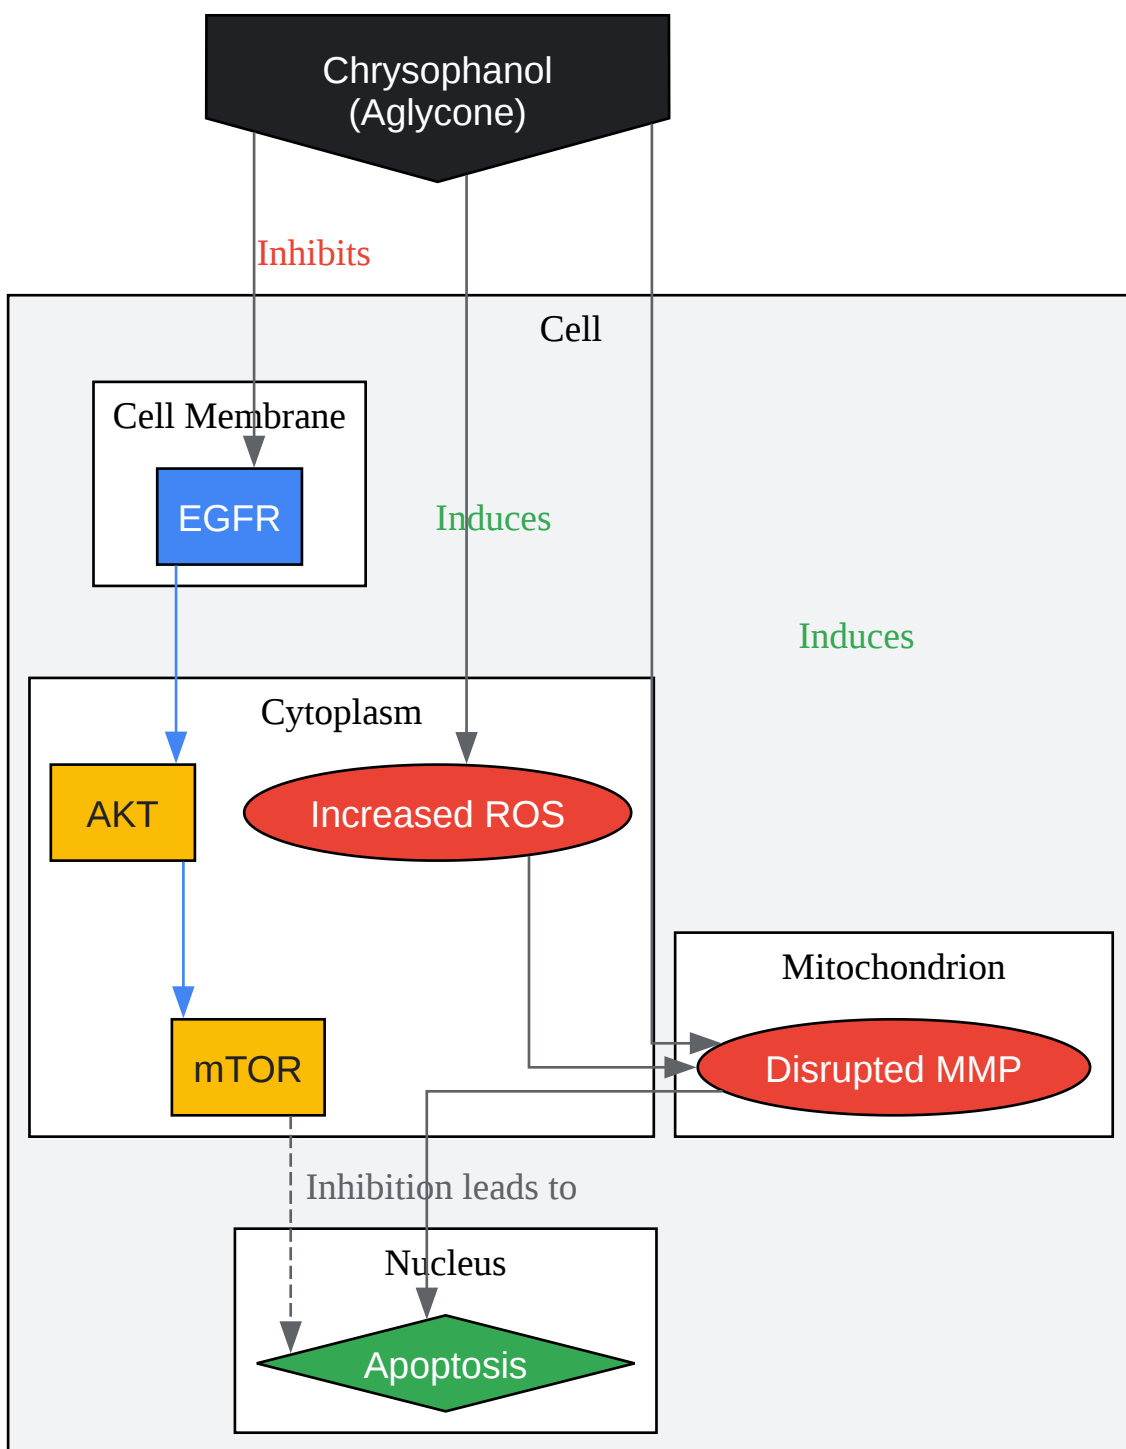 Chrysophanol
(Aglycone)
Inhibits
Cell
Cell Membrane
EGFR
Induces
Induces
Cytoplasm
AKT
Increased ROS
Mitochondrion
mTOR
Disrupted MMP
Inhibition leads to
Nucleus
Apoptosis